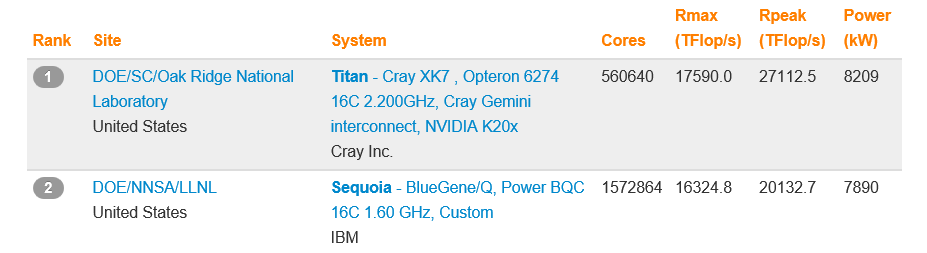 Rank Site System Cores Rmax (TFlop/s) Rpeak (TFlop/s) Power (kW)
1 DOE/SC/Oak Ridge National Laboratory United States Titan - Cray XK7 , Opteron 6274 16C 2.200GHz, Cray Gemini interconnect, NVIDIA K20x Cray Inc. 560640 17590.0 27112.5 8209
2 DOE/NNSA/LLNL United States Sequoia - BlueGene/Q, Power BQC 16C 1.60 GHz, Custom IBM 1572864 16324.8 20132.7 7890